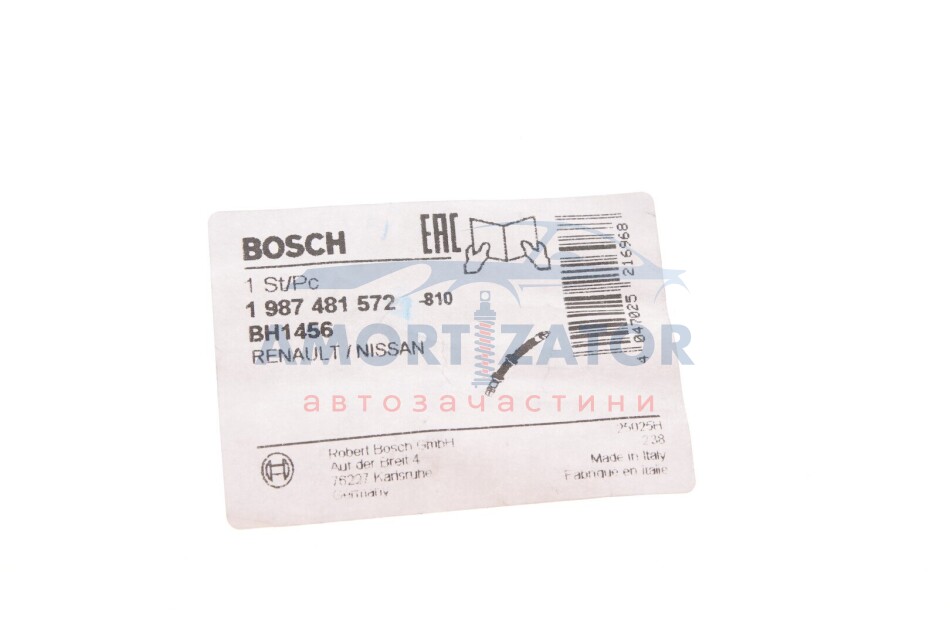 BOSCH
EAC
1 St/Pc
1 987 481 572 -810
BH1456
RENAULT / NISSAN
4 047025 216968
AMORTIZATOR
автозачастини
Robert Bosch GmbH
Auf der Breit 4
76227 Karlsruhe
Germany
238
Made in Italy
Fabriqué en Italie